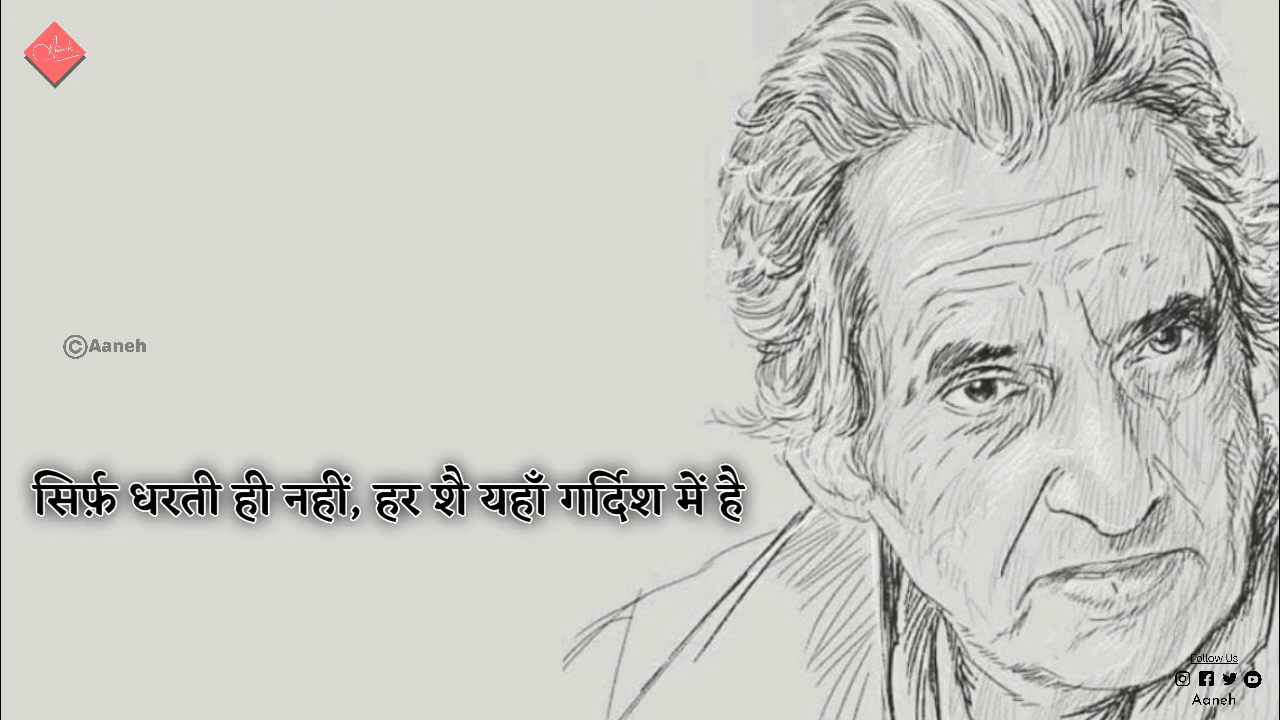 ©Aaneh
सिर्फ़ धरती ही नहीं, हर शै यहाँ गर्दिश में है
Follow Us
Aaneh